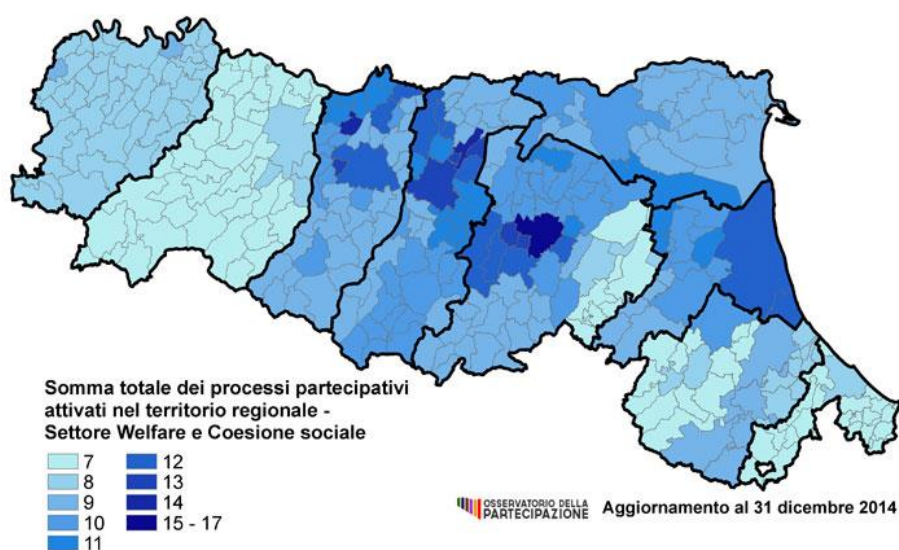 Somma totale dei processi partecipativi
attivati nel territorio regionale -
Settore Welfare e Coesione sociale
7
8
9
10
11
12
13
14
15 - 17
OSSERVATORIO DELLA
PARTECIPAZIONE
Aggiornamento al 31 dicembre 2014